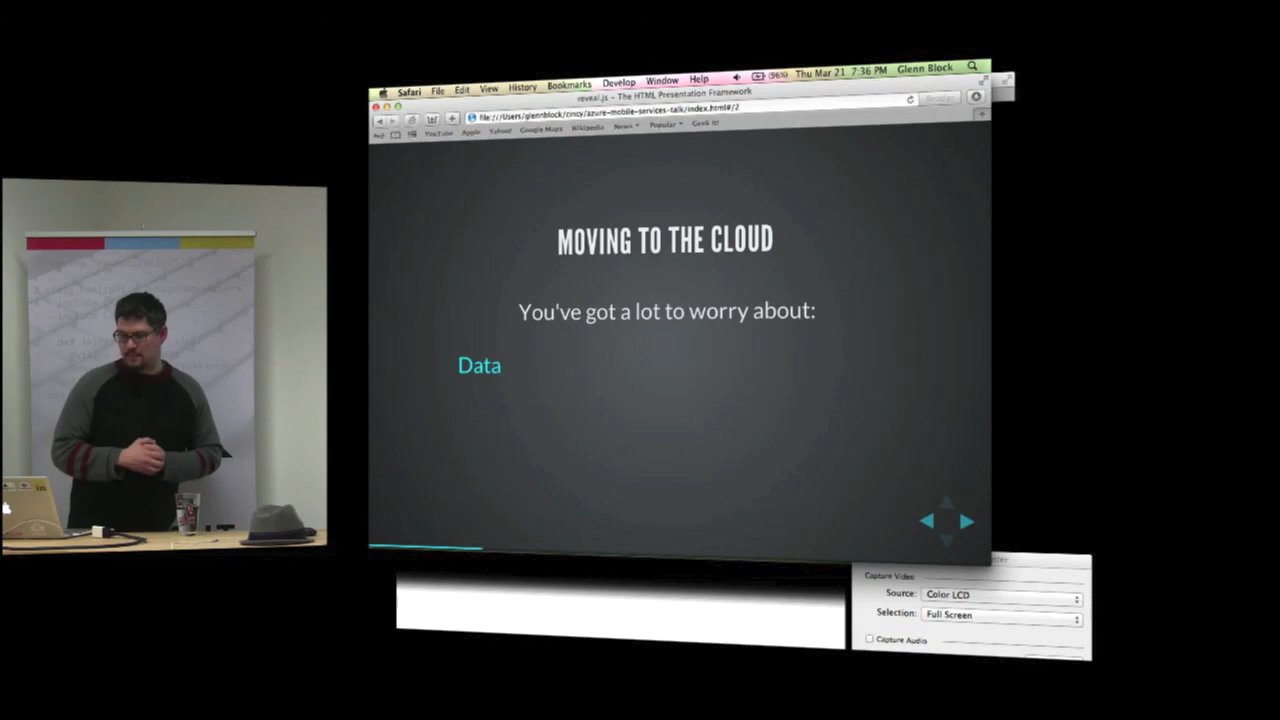 Safari File Edit View History Bookmarks Develop Window Help (96%) Thu Mar 21 7:36 PM Glenn Block
reveal.js – The HTML Presentation Framework
file:///Users/glennblock/cincy/azure-mobile-services-talk/index.html#/2 Reader
YouTube Apple Yahoo! Google Maps Wikipedia News Popular Geek it!
MOVING TO THE CLOUD
You've got a lot to worry about:
Data
Capture Video
Source: Color LCD
Selection: Full Screen
Capture Audio